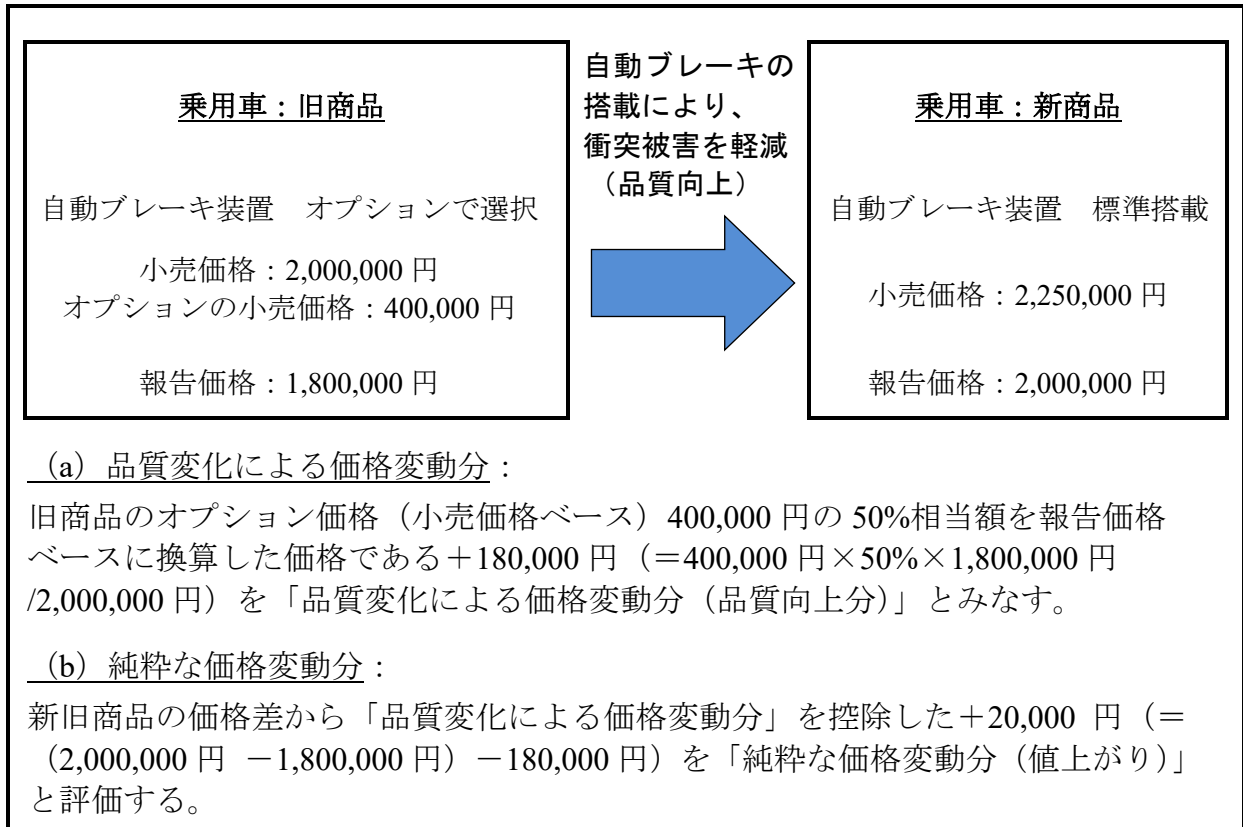 乗用車：旧商品
自動ブレーキ装置　オプションで選択
小売価格：2,000,000 円
オプションの小売価格：400,000 円
報告価格：1,800,000 円
自動ブレーキの
搭載により、
衝突被害を軽減
（品質向上）
乗用車：新商品
自動ブレーキ装置　標準搭載
小売価格：2,250,000 円
報告価格：2,000,000 円
（a）品質変化による価格変動分：
旧商品のオプション価格（小売価格ベース）400,000 円の 50%相当額を報告価格
ベースに換算した価格である＋180,000 円（＝400,000 円×50%×1,800,000 円
/2,000,000 円）を「品質変化による価格変動分（品質向上分）」とみなす。
（b）純粋な価格変動分：
新旧商品の価格差から「品質変化による価格変動分」を控除した＋20,000 円（＝
（2,000,000 円 －1,800,000 円）－180,000 円）を「純粋な価格変動分（値上がり）」
と評価する。